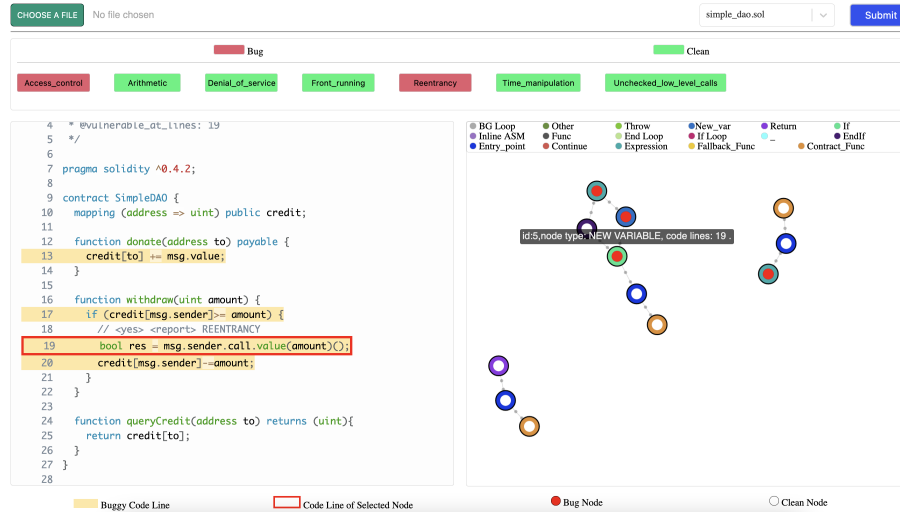 CHOOSE A FILE No file chosen simple_dao.sol Submit
Bug Clean
Access_control Arithmetic Denial_of_service Front_running Reentrancy Time_manipulation Unchecked_low_level_calls
4 * @vulnerable_at_lines: 19
5 */
6
7 pragma solidity ^0.4.2;
8
9 contract SimpleDAO {
10 mapping (address => uint) public credit;
11
12 function donate(address to) payable {
13 credit[to] += msg.value;
14 }
15
16 function withdraw(uint amount) {
17 if (credit[msg.sender]>= amount) {
18 // <yes> <report> REENTRANCY
19 bool res = msg.sender.call.value(amount)();
20 credit[msg.sender]-=amount;
21 }
22 }
23
24 function queryCredit(address to) returns (uint){
25 return credit[to];
26 }
27 }
28
BG Loop Other Throw New_var Return If
Inline ASM Func End Loop If Loop _ EndIf
Entry_point Continue Expression Fallback_Func Contract_Func
id:5,node type: NEW VARIABLE, code lines: 19 .
Buggy Code Line Code Line of Selected Node Bug Node Clean Node